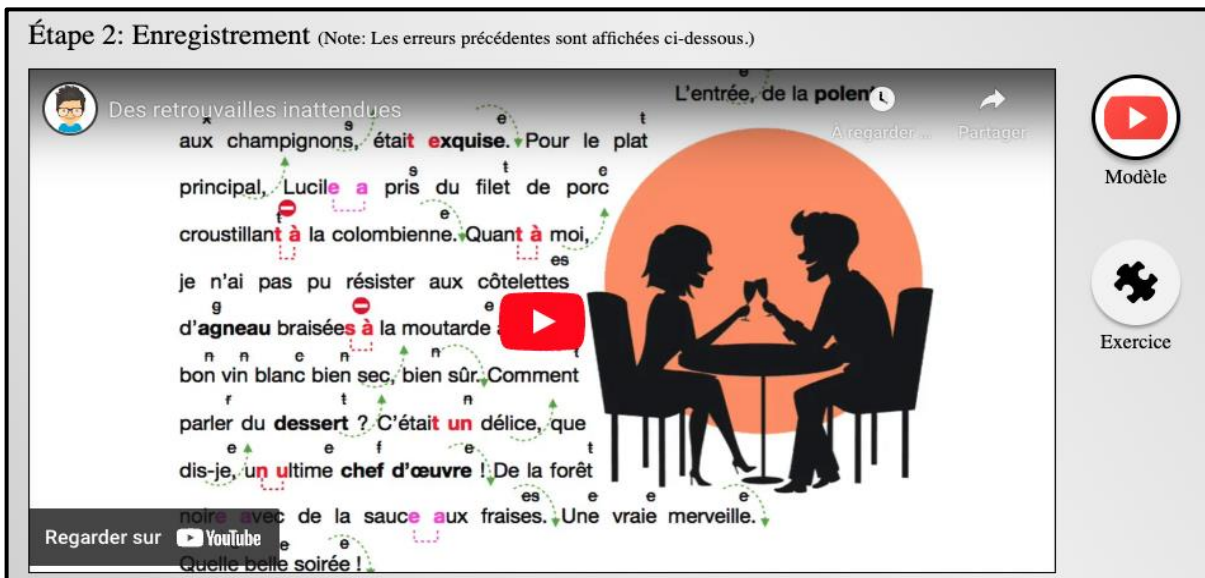 Étape 2: Enregistrement (Note: Les erreurs précédentes sont affichées ci-dessous.)
Des retrouvailles inattendues
L'entrée, de la
À regarder ...
Partager
aux champignons, était exquise. Pour le plat
principal, Lucile a pris du filet de porc
croustillant à la colombienne. Quant à moi,
je n'ai pas pu résister aux côtelettes
d'agneau braisées à la moutarde
bon vin blanc bien sec, bien sûr. Comment
parler du dessert ? C'était un délice, que
dis-je, un ultime chef d'œuvre ! De la forêt
noire avec de la sauce aux fraises. Une vraie merveille.
Quelle belle soirée !
Regarder sur YouTube
Modèle
Exercice